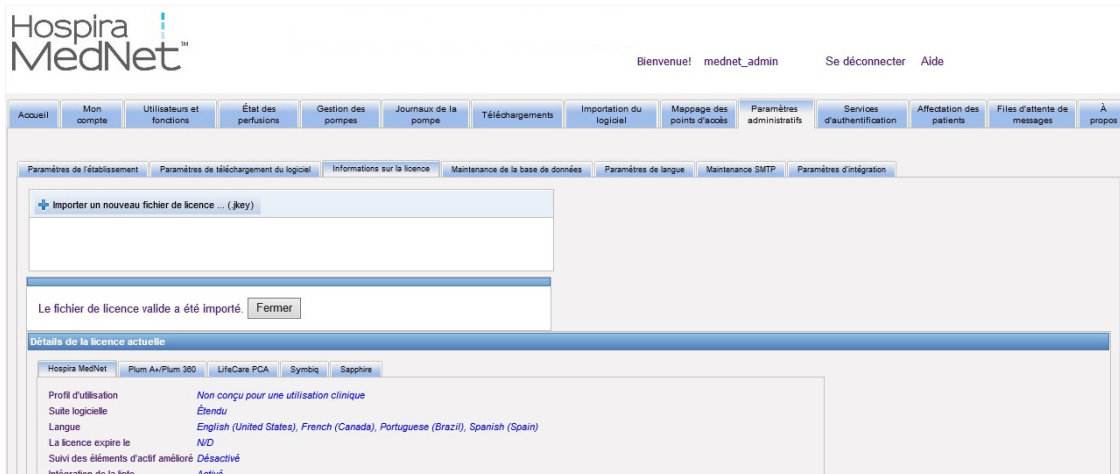 Hospira
MedNet™
Bienvenue! mednet_admin Se déconnecter Aide
Accueil Mon compte Utilisateurs et fonctions État des perfusions Gestion des pompes Journaux de la pompe Téléchargements Importation du logiciel Mappage des points d'accès Paramètres administratifs Services d'authentification Affectation des patients Files d'attente de messages À propos
Paramètres de l'établissement Paramètres de téléchargement du logiciel Informations sur la licence Maintenance de la base de données Paramètres de langue Maintenance SMTP Paramètres d'intégration
Importer un nouveau fichier de licence ... (.jkey)
Le fichier de licence valide a été importé. Fermer
Détails de la licence actuelle
Hospira MedNet Plum A+/Plum 360 LifeCare PCA Symbiq Sapphire
Profil d'utilisation Non conçu pour une utilisation clinique
Suite logicielle Étendu
Langue English (United States), French (Canada), Portuguese (Brazil), Spanish (Spain)
La licence expire le N/D
Suivi des éléments d'actif amélioré Désactivé
Intégration de la liste Activé